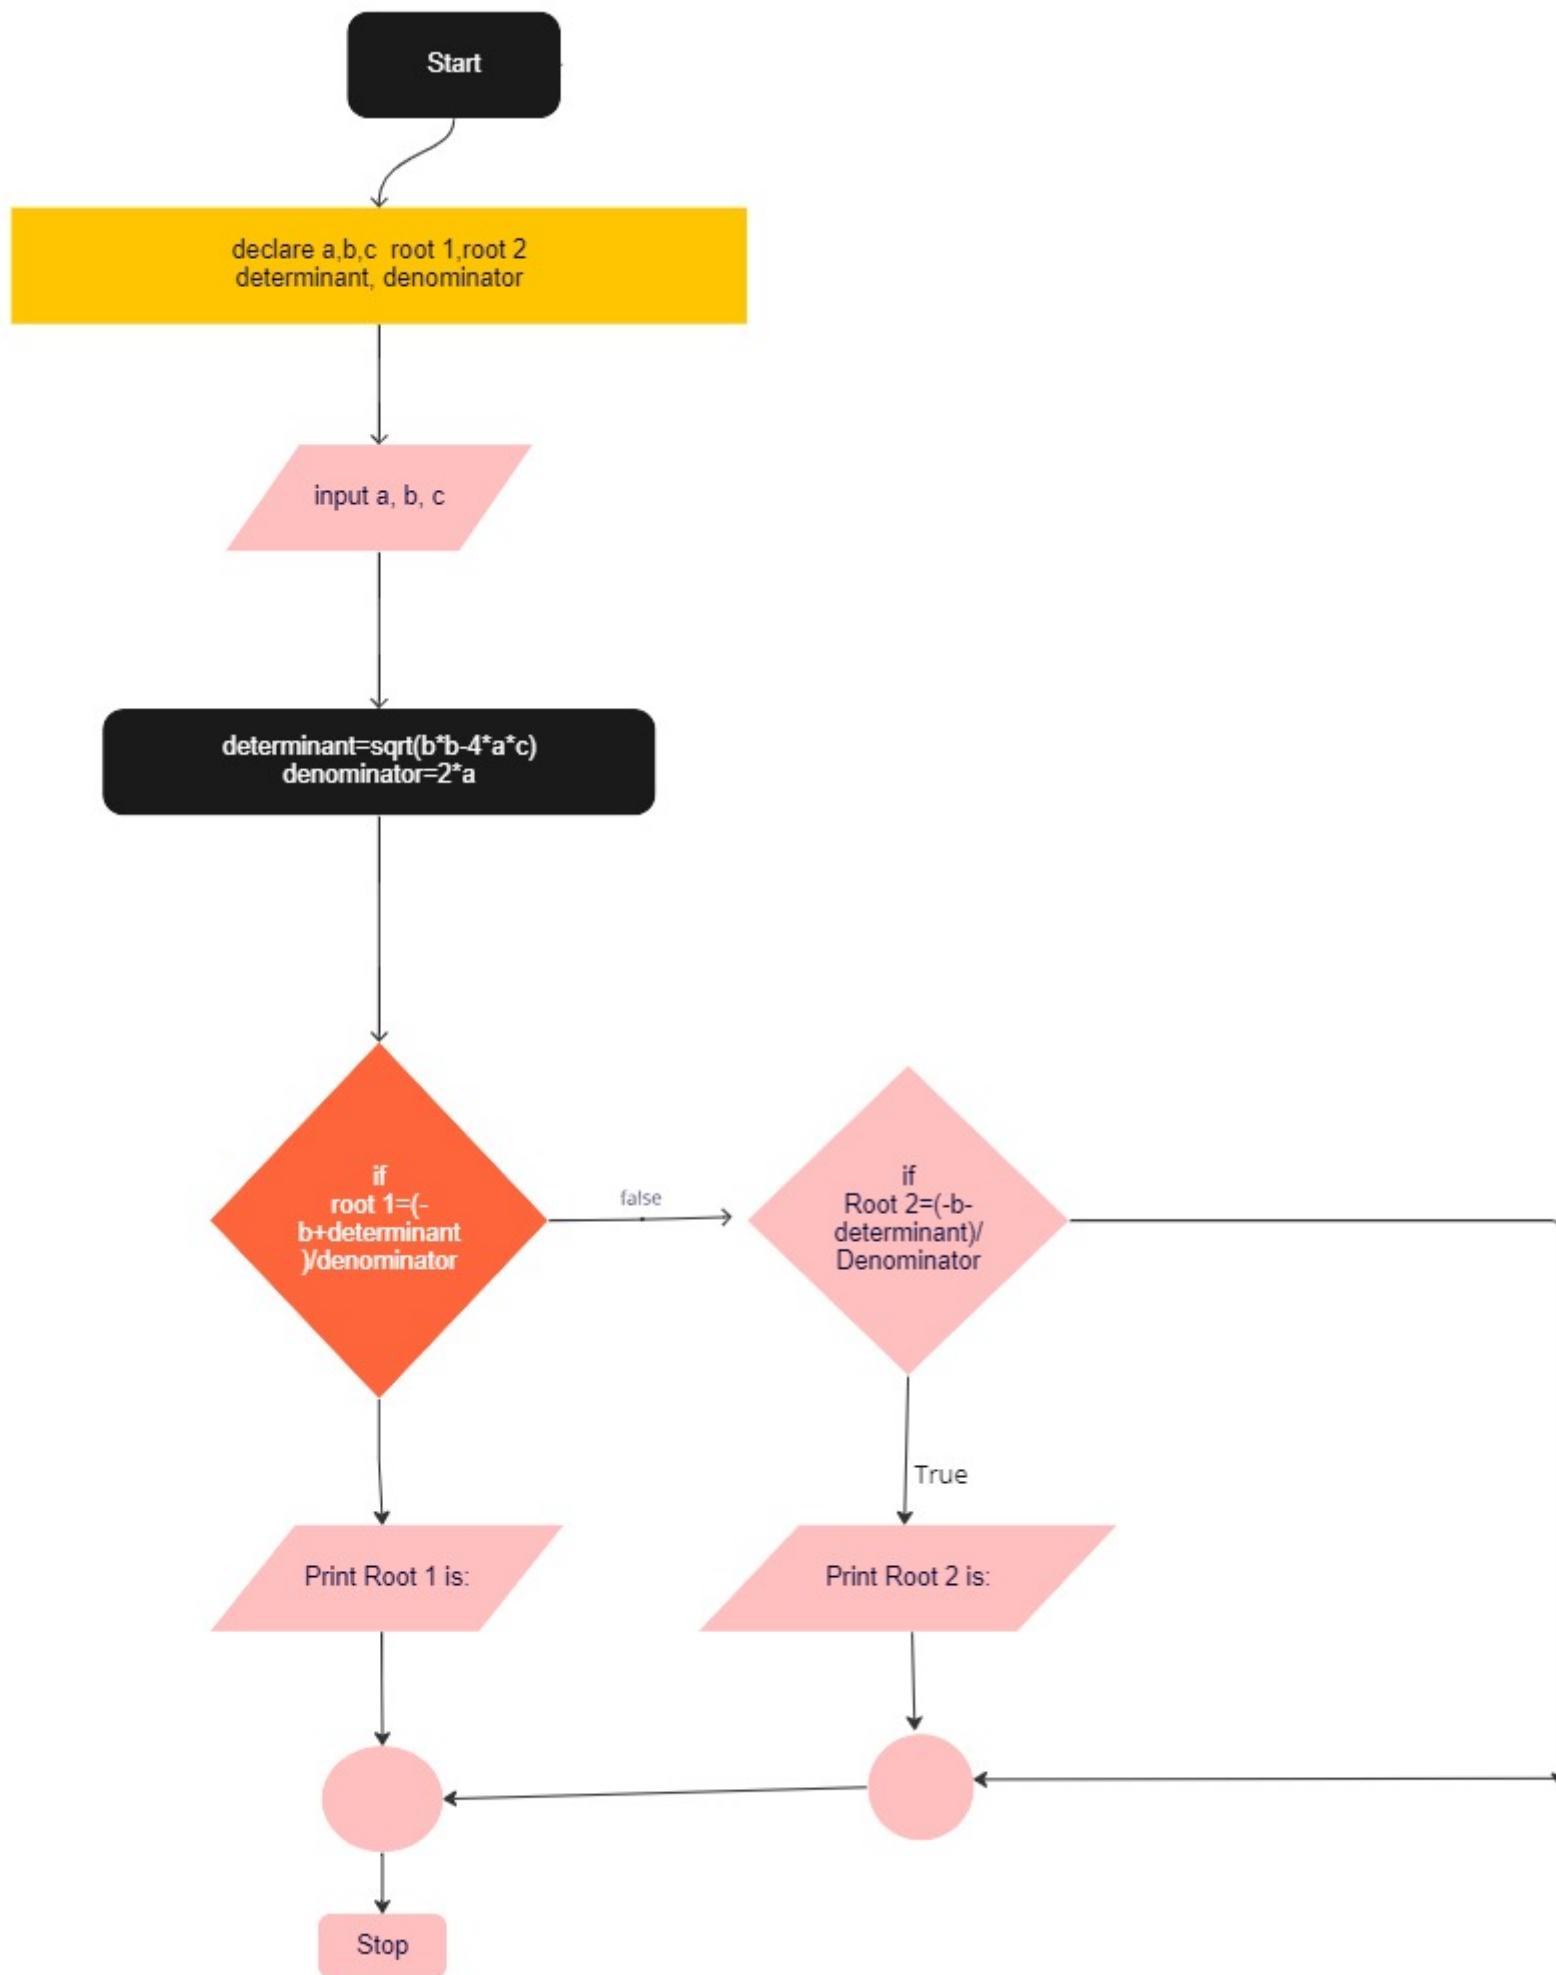 Start
declare a,b,c  root 1,root 2
determinant, denominator
input a, b, c
determinant=sqrt(b*b-4*a*c)
denominator=2*a
if
root 1=(-
b+determinant
)/denominator
false
if
Root 2=(-b-
determinant)/
Denominator
True
Print Root 1 is:
Print Root 2 is:
Stop